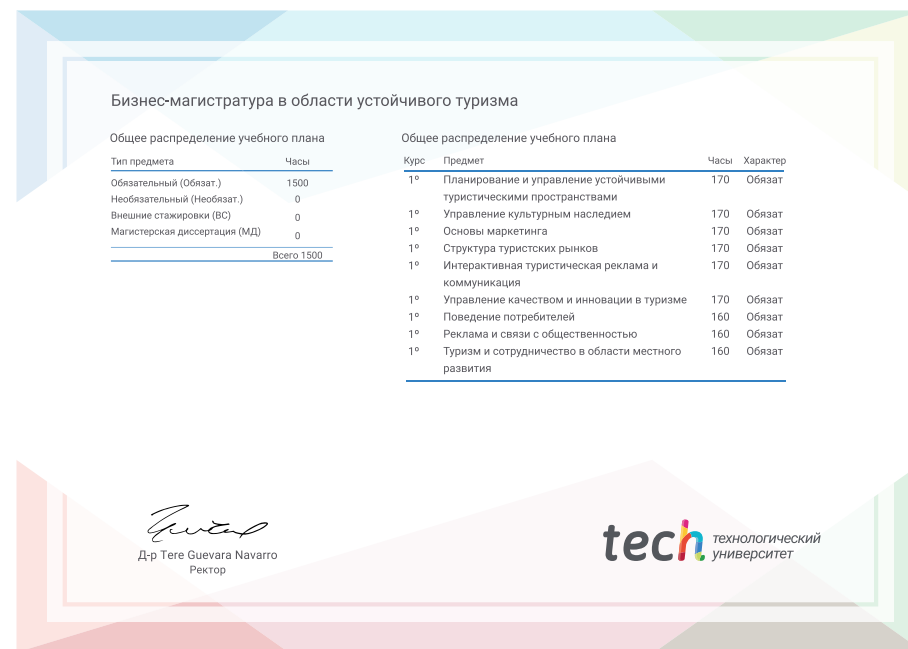 Бизнес-магистратура в области устойчивого туризма
Общее распределение учебного плана
Тип предмета Часы
Обязательный (Обязат.) 1500
Необязательный (Необязат.) 0
Внешние стажировки (ВС) 0
Магистерская диссертация (МД) 0
Всего 1500
Общее распределение учебного плана
Курс Предмет Часы Характер
1º Планирование и управление устойчивыми 170 Обязат
туристическими пространствами
1º Управление культурным наследием 170 Обязат
1º Основы маркетинга 170 Обязат
1º Структура туристских рынков 170 Обязат
1º Интерактивная туристическая реклама и 170 Обязат
коммуникация
1º Управление качеством и инновации в туризме 170 Обязат
1º Поведение потребителей 160 Обязат
1º Реклама и связи с общественностью 160 Обязат
1º Туризм и сотрудничество в области местного 160 Обязат
развития
Д-р Tere Guevara Navarro
Ректор
tech технологический
университет